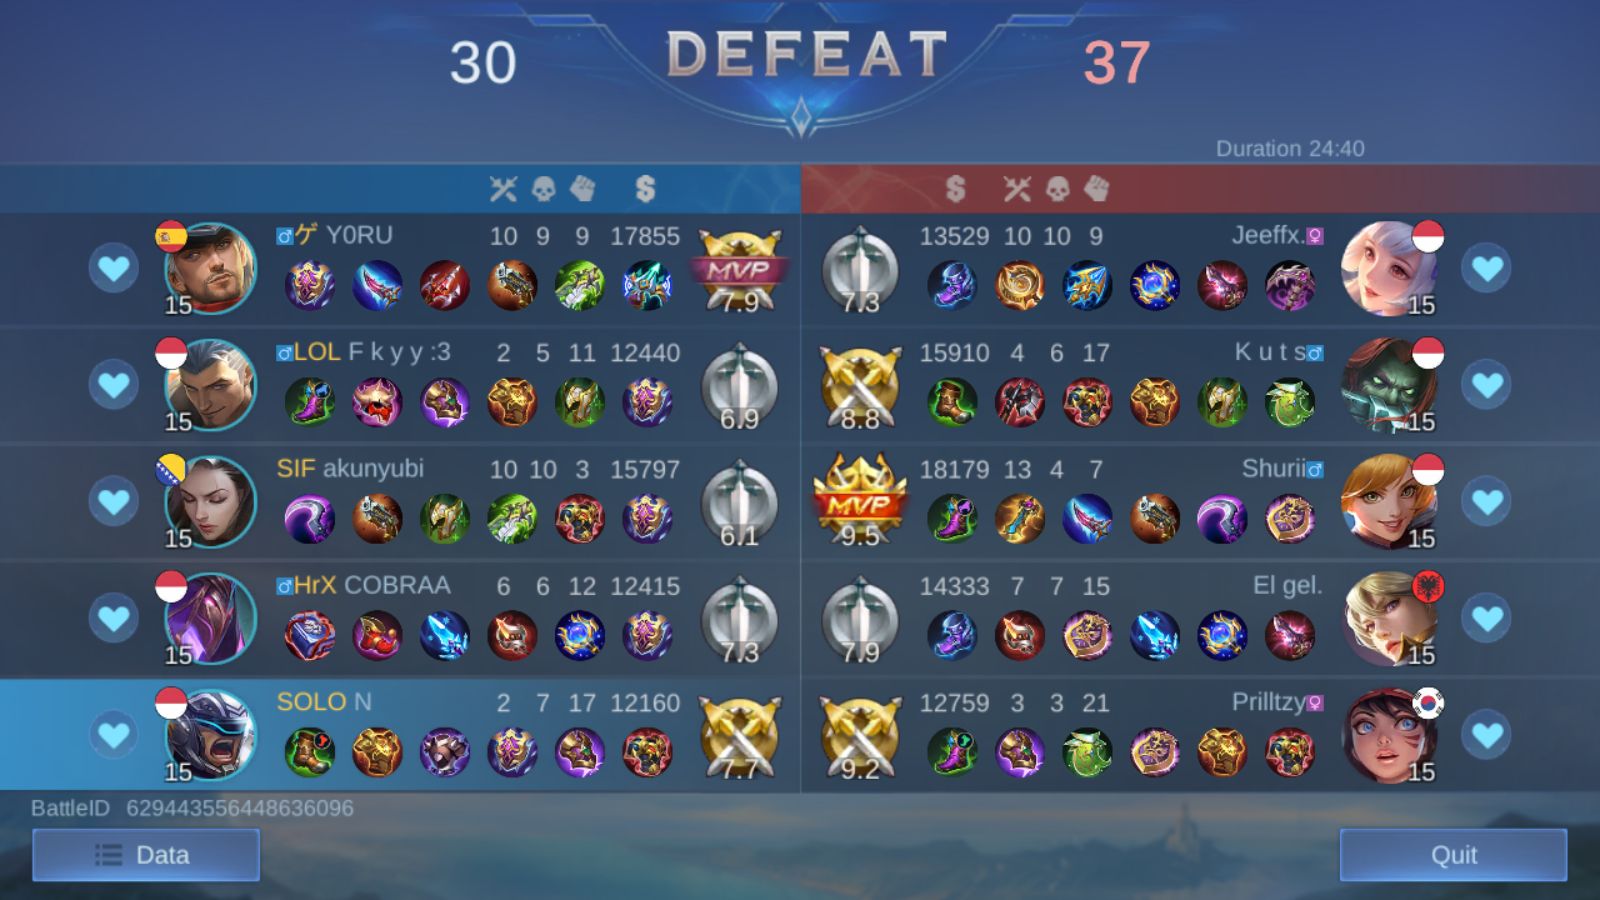 30 DEFEAT 37
Duration 24:40
ゲ Y0RU 10 9 9 17855
15 MVP 7.9
13529 10 10 9 Jeeffx.
7.3 15
LOL F k y y :3 2 5 11 12440
15 6.9
15910 4 6 17 K u t s
8.8 15
SIF akunyubi 10 10 3 15797
15 6.1
18179 13 4 7 Shurii
MVP 9.5 15
HrX COBRAA 6 6 12 12415
15 7.3
14333 7 7 15 El gel.
7.9 15
SOLO N 2 7 17 12160
15 7.7
12759 3 3 21 Prilltzy
9.2 15
BattleID 629443556448636096
Data
Quit